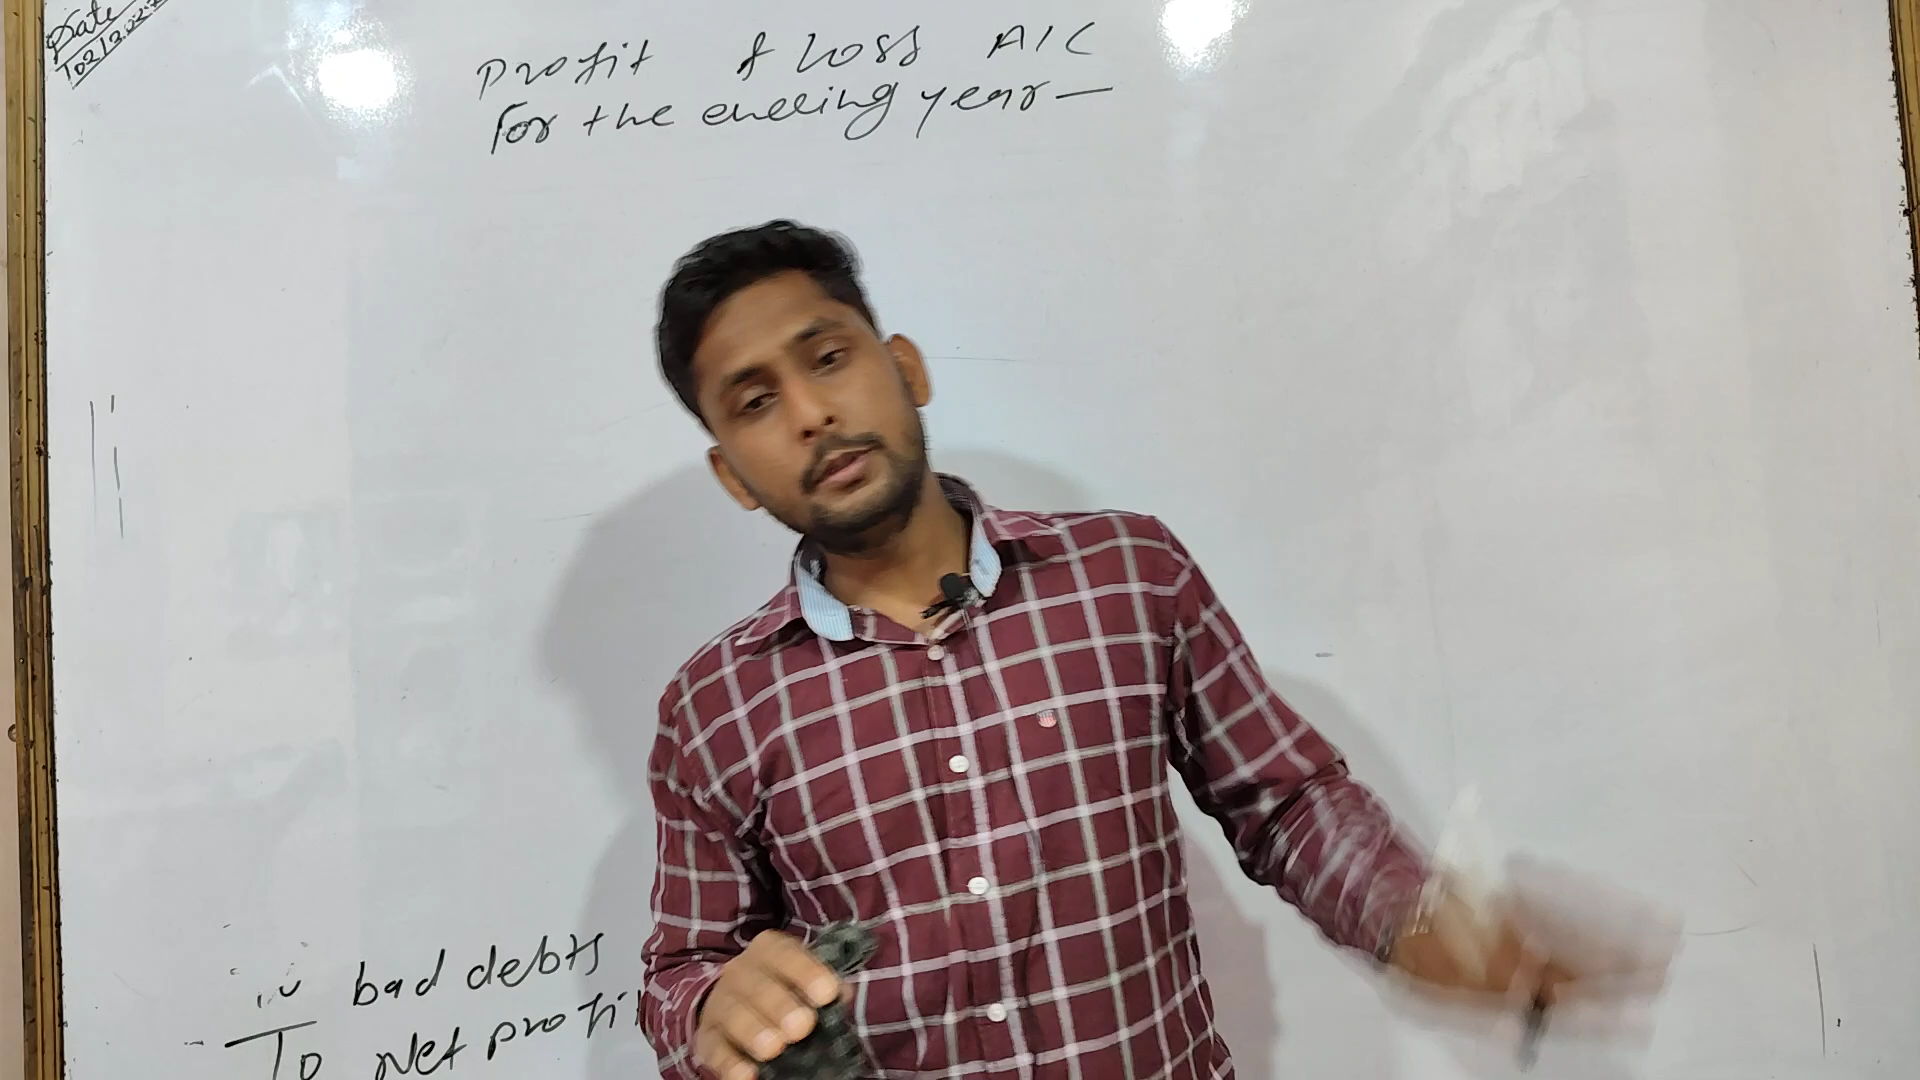 Date
Profit & Loss A/C
For the ending year —
bad debts
To Net profit